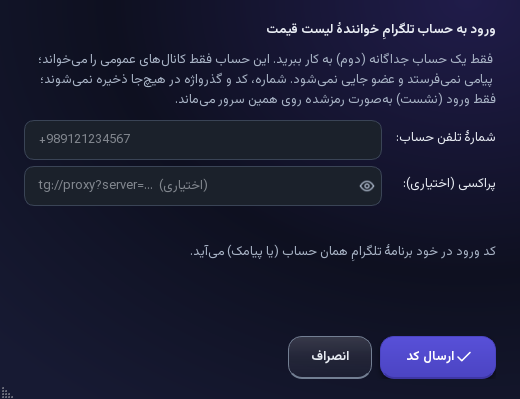 ورود به حساب تلگرامِ خوانندهٔ لیست قیمت
فقط یک حساب جداگانه (دوم) به کار ببرید. این حساب فقط کانال‌های عمومی را می‌خواند؛
پیامی نمی‌فرستد و عضو جایی نمی‌شود. شماره، کد و گذرواژه در هیچ‌جا ذخیره نمی‌شوند؛
فقط ورود (نشست) به‌صورت رمزشده روی همین سرور می‌ماند.
شمارهٔ تلفن حساب:
+989121234567
پراکسی (اختیاری):
tg://proxy?server=... (اختیاری)
کد ورود در خود برنامهٔ تلگرامِ همان حساب (یا پیامک) می‌آید.
ارسال کد
انصراف